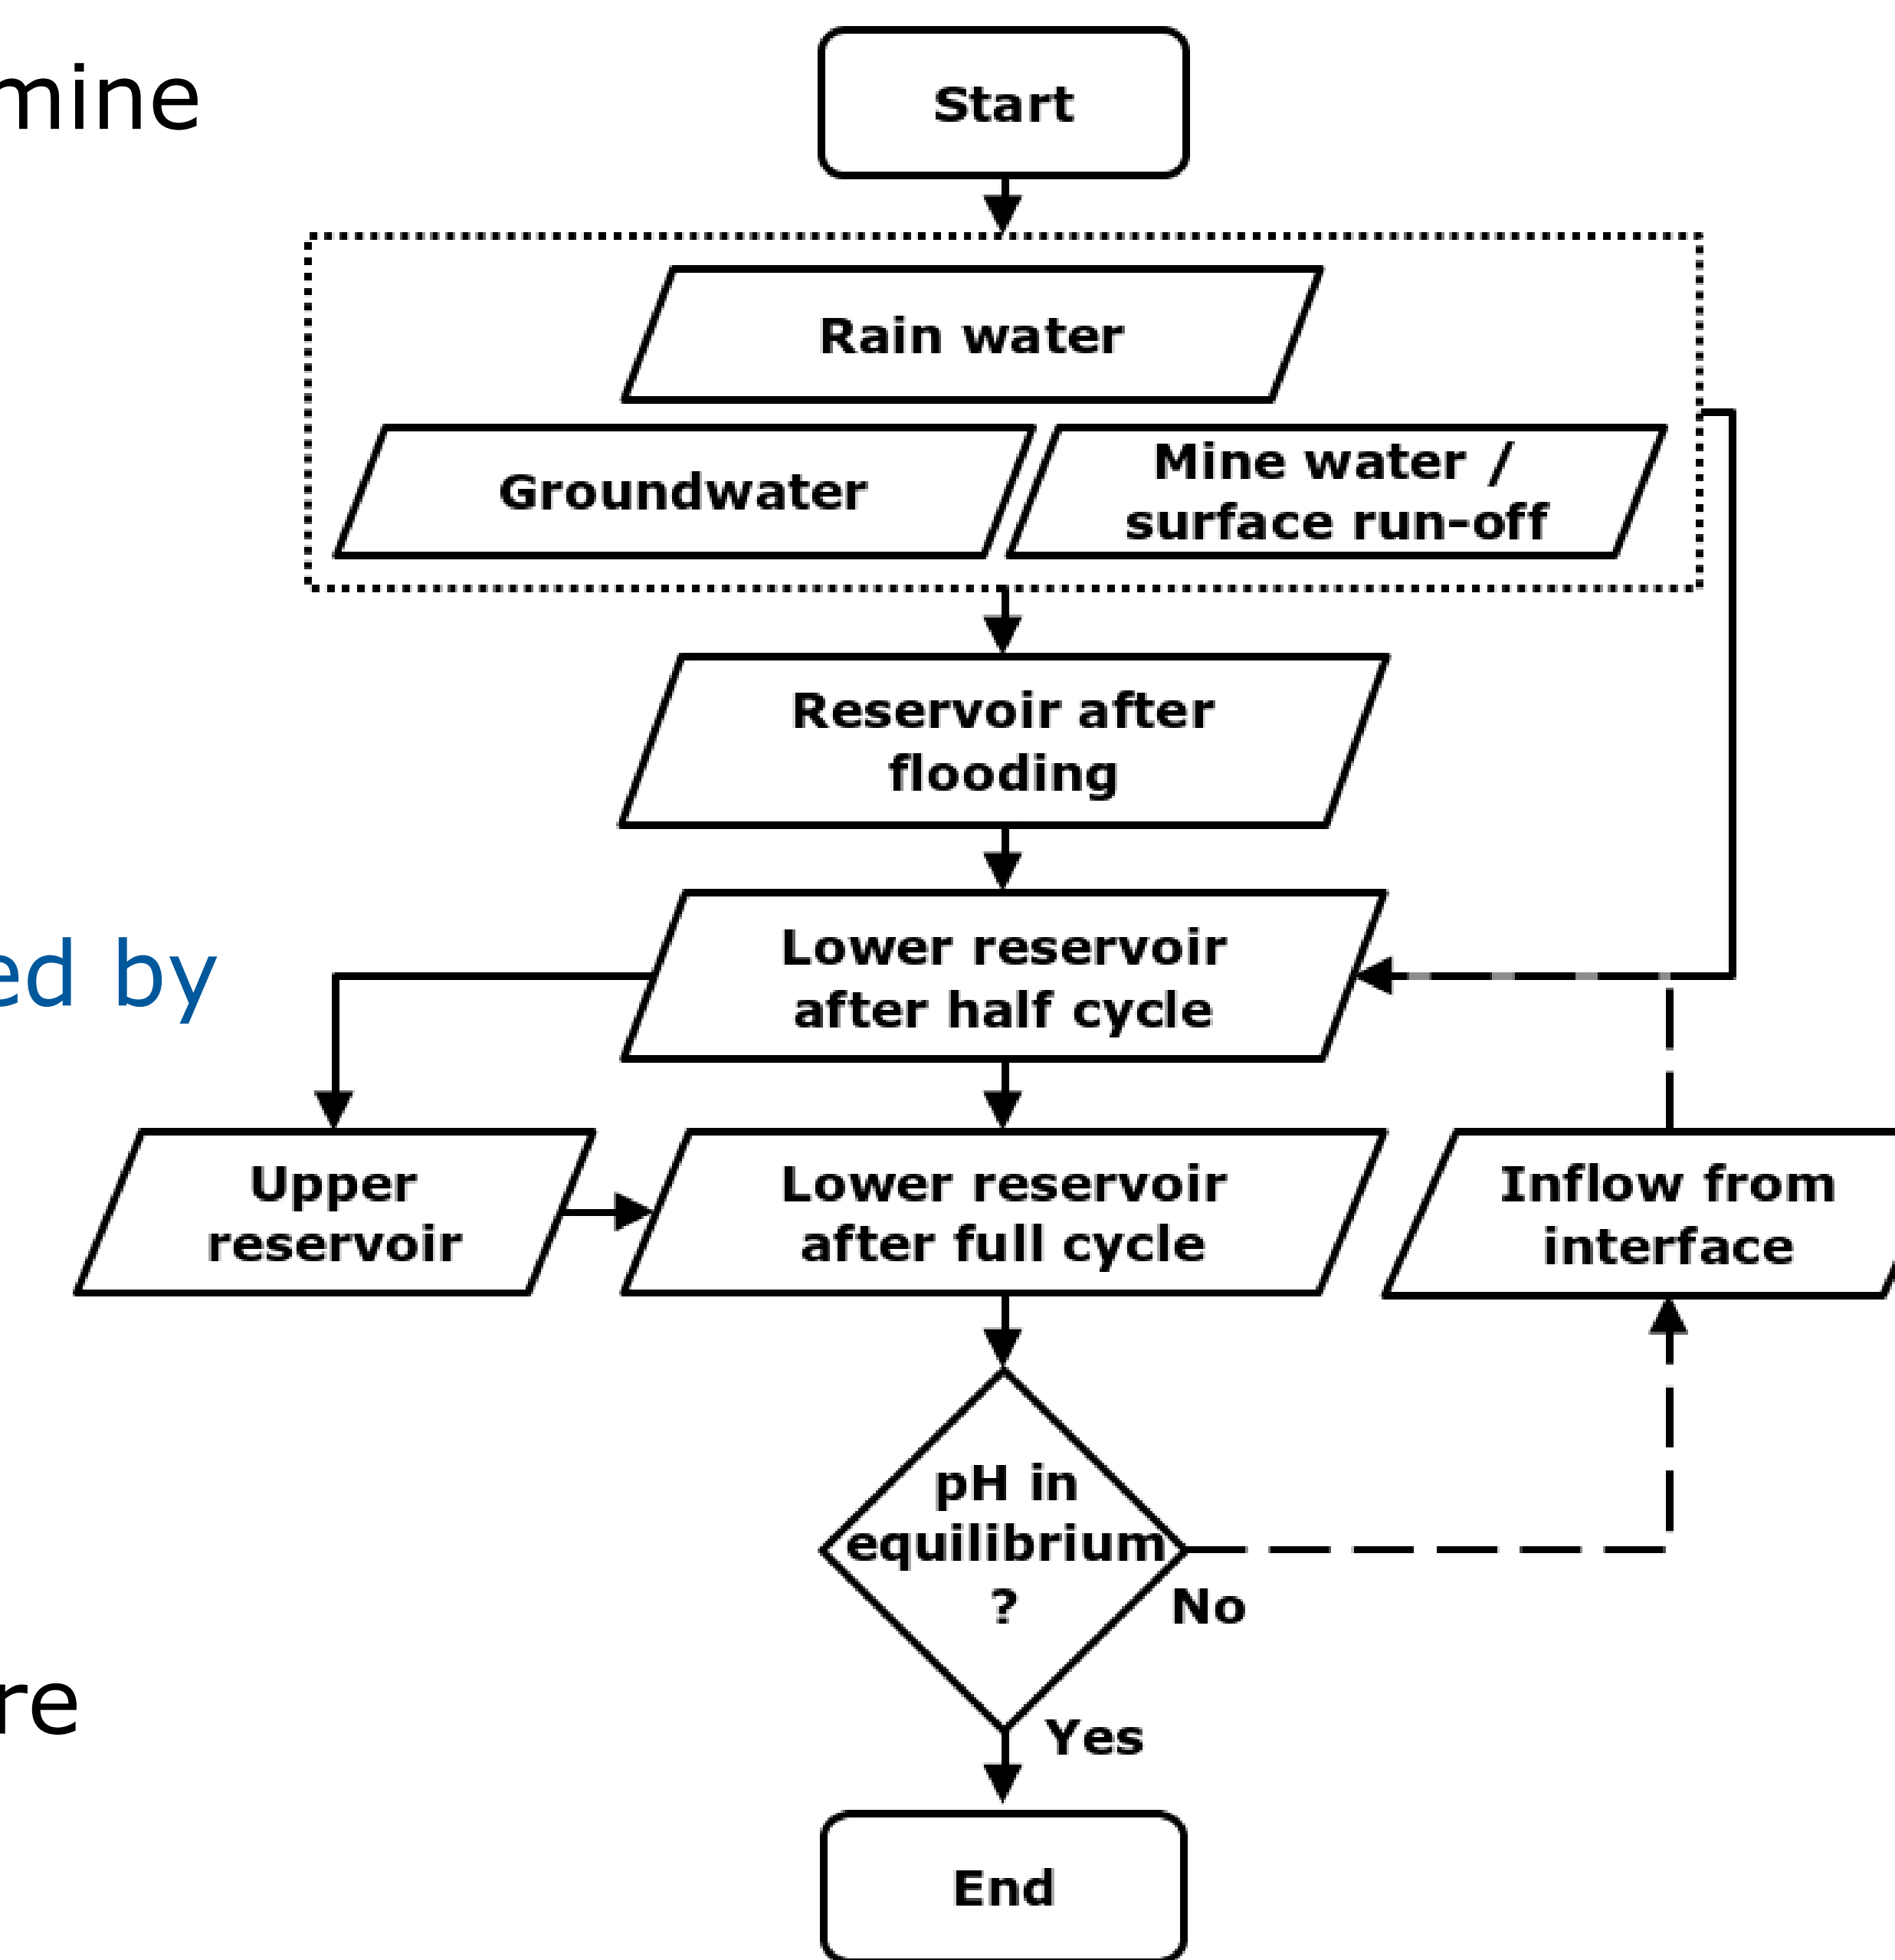 mine
Start
Rain water
Groundwater
Mine water /
surface run-off
Reservoir after
flooding
Lower reservoir
after half cycle
ed by
Upper
reservoir
Lower reservoir
after full cycle
Inflow from
interface
pH in
equilibrium
?
No
re
Yes
End